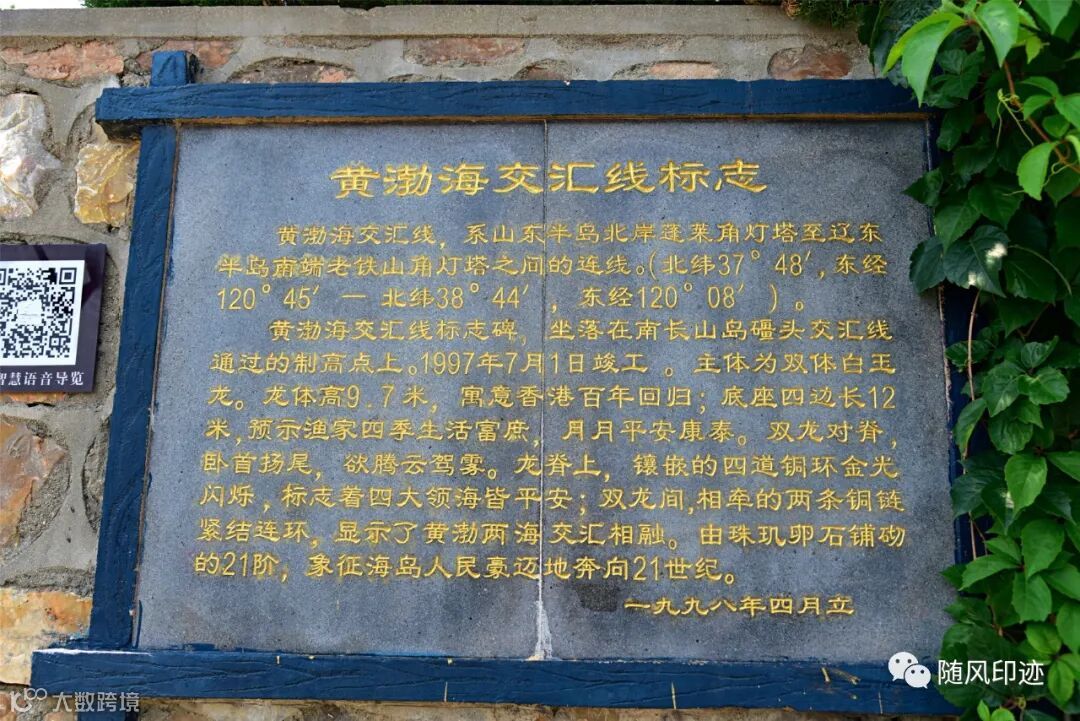 黄渤海交汇线标志
黄渤海交汇线，系山东半岛北岸蓬莱角灯塔至辽东
半岛南端老铁山角灯塔之间的连线。(北纬37°48′，东经
120°45′－北纬38°44′，东经120°08′)。
黄渤海交汇线标志碑，坐落在南长山岛礓头交汇线
通过的制高点上。1997年7月1日竣工。主体为双体白玉
龙。龙体高9.7米，寓意香港百年回归；底座四边长12
米，预示渔家四季生活富庶，月月平安康泰。双龙对脊，
卧首扬尾，欲腾云驾雾。龙脊上，镶嵌的四道铜环金光
闪烁，标志着四大领海皆平安；双龙间，相牵的两条铜链
紧结连环，显示了黄渤两海交汇相融。由珠玑卵石铺砌
的21阶，象征海岛人民豪迈地奔向21世纪。
一九九八年四月立
智慧语音导览
随风印迹
大数跨境